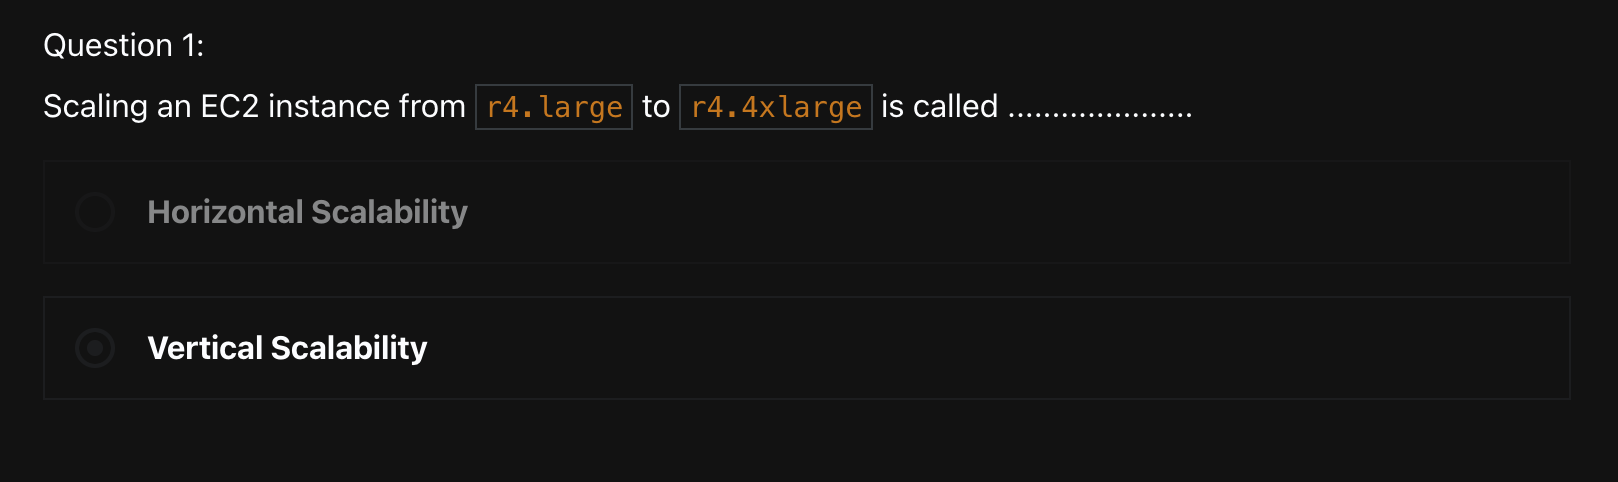 Question 1:
Scaling an EC2 instance from r4.large to r4.4xlarge is called .....................
Horizontal Scalability
Vertical Scalability